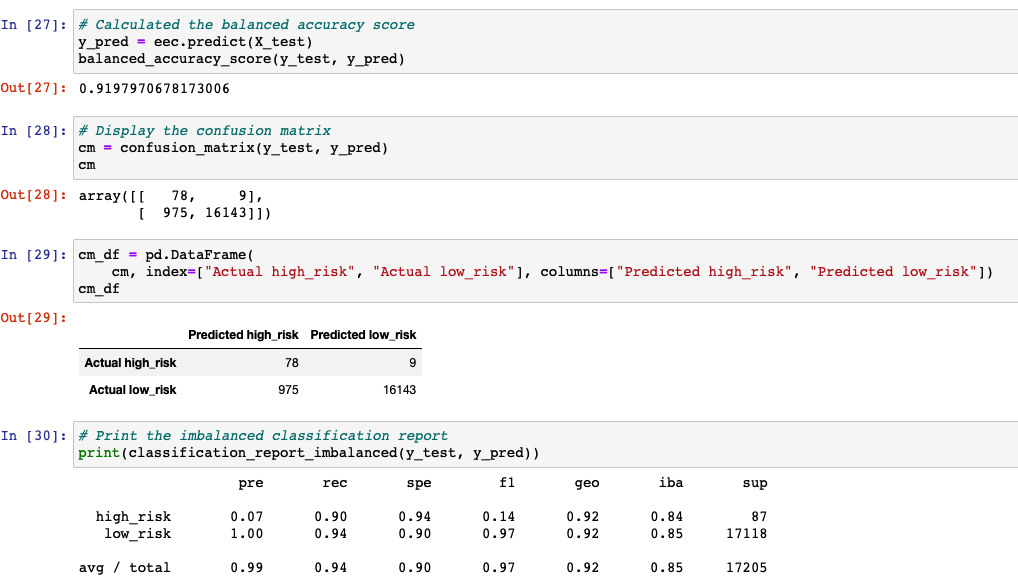 In [27]: # Calculated the balanced accuracy score
y_pred = eec.predict(X_test)
balanced_accuracy_score(y_test, y_pred)
Out[27]: 0.9197970678173006
In [28]: # Display the confusion matrix
cm = confusion_matrix(y_test, y_pred)
cm
Out[28]: array([[   78,     9],
       [  975, 16143]])
In [29]: cm_df = pd.DataFrame(
    cm, index=["Actual high_risk", "Actual low_risk"], columns=["Predicted high_risk", "Predicted low_risk"])
cm_df
Out[29]:
Predicted high_risk Predicted low_risk
Actual high_risk 78 9
Actual low_risk 975 16143
In [30]: # Print the imbalanced classification report
print(classification_report_imbalanced(y_test, y_pred))
pre rec spe f1 geo iba sup
high_risk 0.07 0.90 0.94 0.14 0.92 0.84 87
low_risk 1.00 0.94 0.90 0.97 0.92 0.85 17118
avg / total 0.99 0.94 0.90 0.97 0.92 0.85 17205